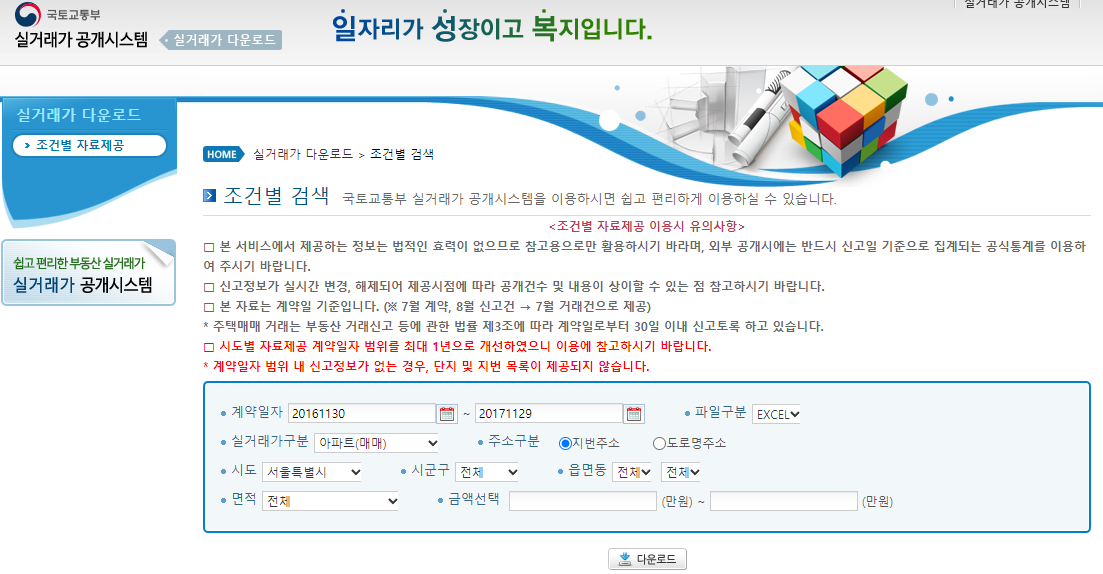 실거래가 공개시스템
국토교통부
실거래가 공개시스템 실거래가 다운로드
일자리가 성장이고 복지입니다.
실거래가 다운로드
조건별 자료제공
쉽고 편리한 부동산 실거래가
실거래가 공개시스템
HOME 실거래가 다운로드 > 조건별 검색
조건별 검색 국토교통부 실거래가 공개시스템을 이용하시면 쉽고 편리하게 이용하실 수 있습니다.
<조건별 자료제공 이용시 유의사항>
□ 본 서비스에서 제공하는 정보는 법적인 효력이 없으므로 참고용으로만 활용하시기 바라며, 외부 공개시에는 반드시 신고일 기준으로 집계되는 공식통계를 이용하
여 주시기 바랍니다.
□ 신고정보가 실시간 변경, 해제되어 제공시점에 따라 공개건수 및 내용이 상이할 수 있는 점 참고하시기 바랍니다.
□ 본 자료는 계약일 기준입니다. (※ 7월 계약, 8월 신고건 → 7월 거래건으로 제공)
* 주택매매 거래는 부동산 거래신고 등에 관한 법률 제3조에 따라 계약일로부터 30일 이내 신고토록 하고 있습니다.
□ 시도별 자료제공 계약일자 범위를 최대 1년으로 개선하였으니 이용에 참고하시기 바랍니다.
* 계약일자 범위 내 신고정보가 없는 경우, 단지 및 지번 목록이 제공되지 않습니다.
계약일자 20161130 ~ 20171129 파일구분 EXCEL
실거래가구분 아파트(매매) 주소구분 지번주소 도로명주소
시도 서울특별시 시군구 전체 읍면동 전체 전체
면적 전체 금액선택 (만원) ~ (만원)
다운로드